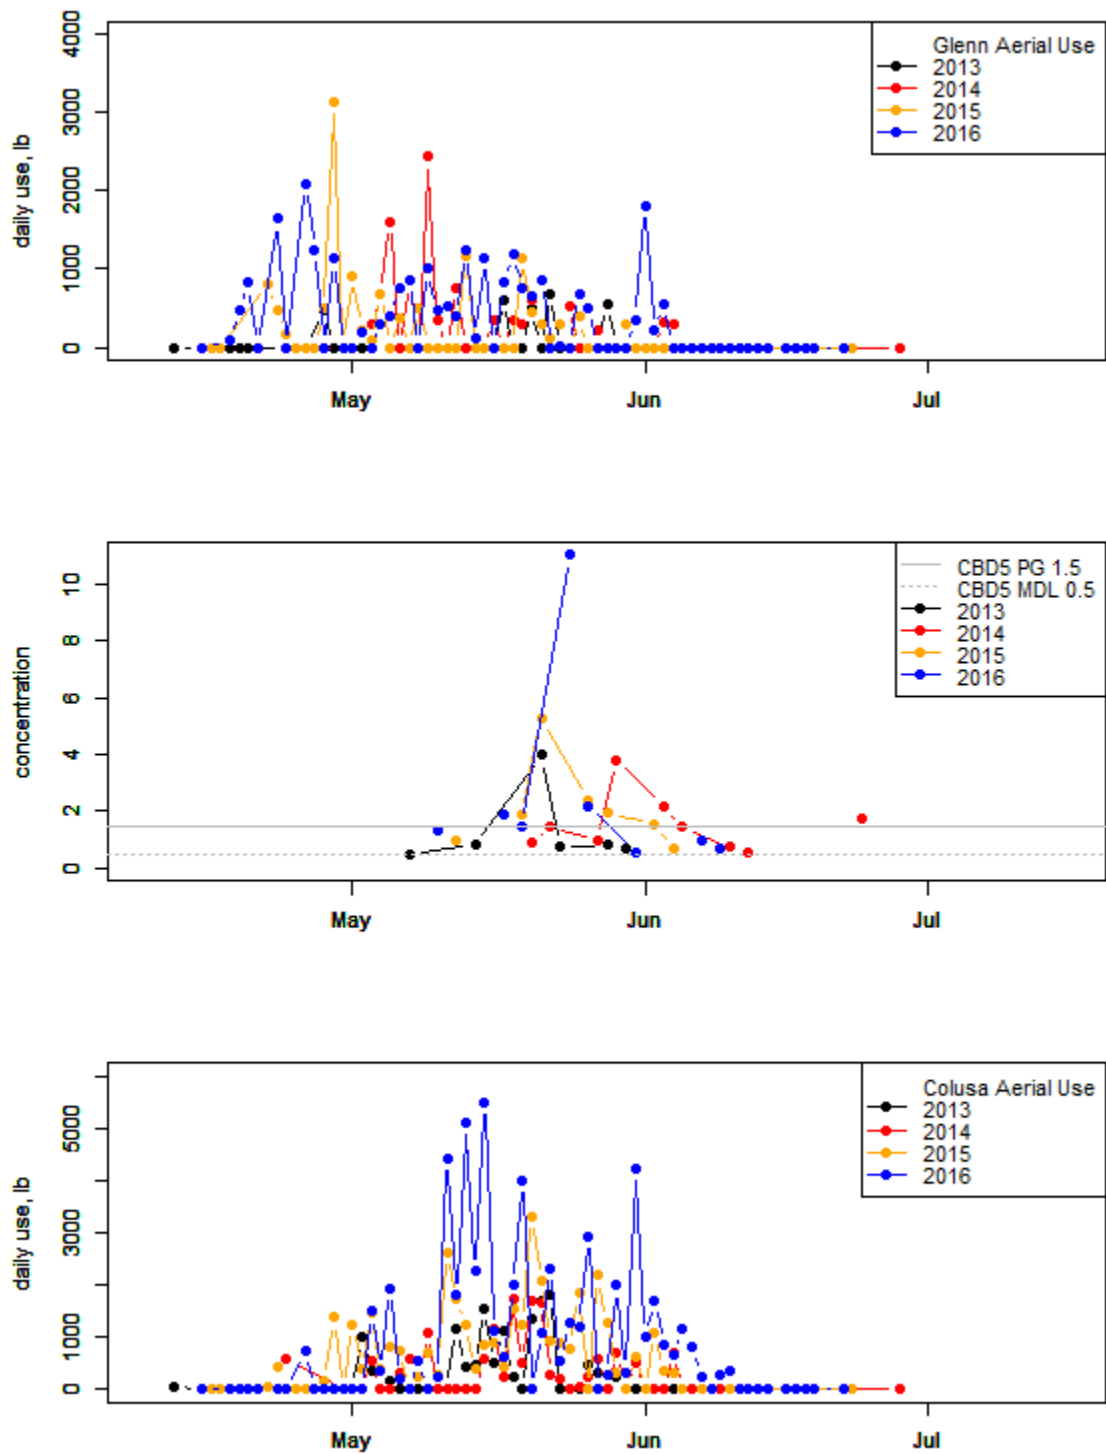 Glenn Aerial Use
2013
2014
2015
2016
daily use, lb
4000
3000
2000
1000
0
May
Jun
Jul
CBD5 PG 1.5
CBD5 MDL 0.5
2013
2014
2015
2016
concentration
10
8
6
4
2
0
May
Jun
Jul
Colusa Aerial Use
2013
2014
2015
2016
daily use, lb
5000
3000
1000
0
May
Jun
Jul